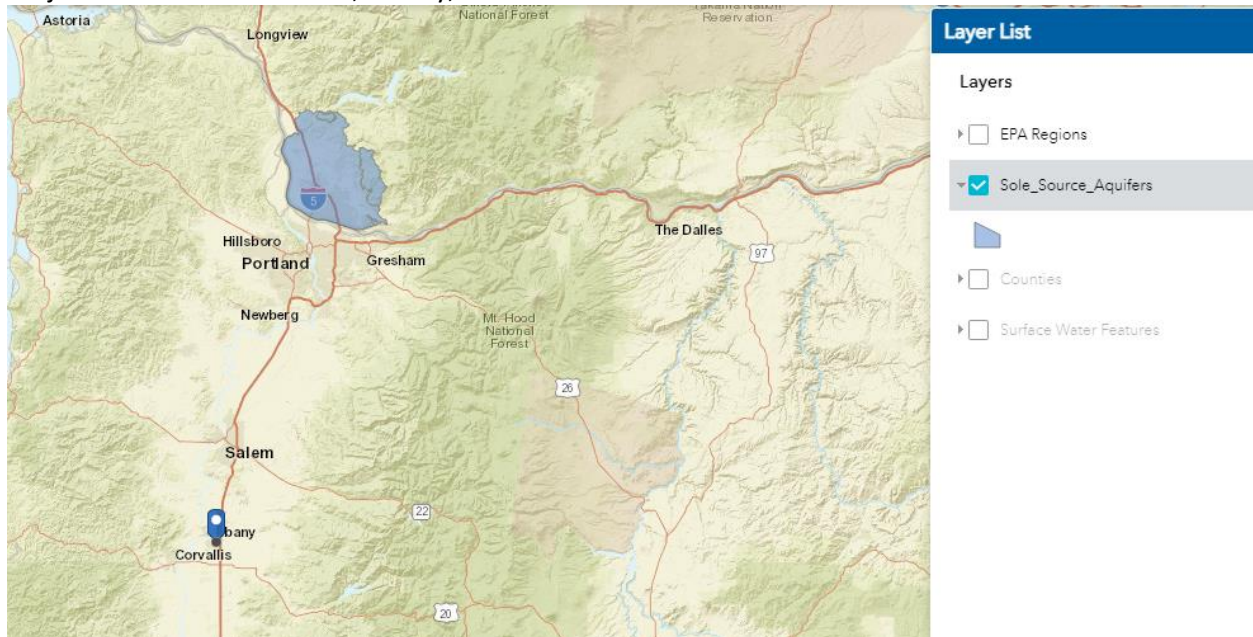 Astoria
National Forest
Reservation
Longview
5
Hillsboro
Portland
Gresham
The Dalles
97
Newberg
Mt. Hood
National
Forest
26
Salem
22
bany
Corvallis
20
Layer List
Layers
EPA Regions
Sole_Source_Aquifers
Counties
Surface Water Features